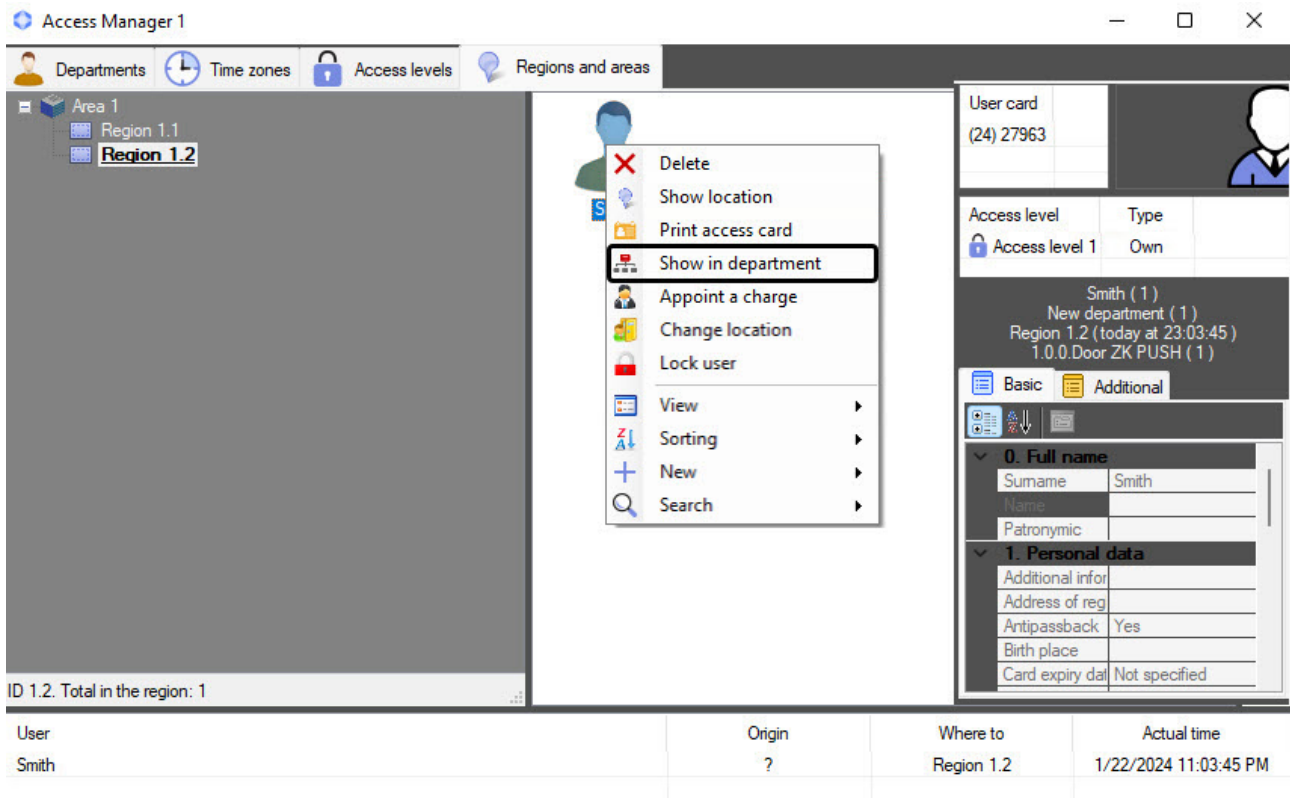 Access Manager 1
Departments Time zones Access levels Regions and areas
Area 1
Region 1.1
Region 1.2
ID 1.2. Total in the region: 1
S
Delete
Show location
Print access card
Show in department
Appoint a charge
Change location
Lock user
View
Sorting
New
Search
User card
(24) 27963
Access level Type
Access level 1 Own
Smith ( 1 )
New department ( 1 )
Region 1.2 ( today at 23:03:45 )
1.0.0.Door ZK PUSH ( 1 )
Basic Additional
0. Full name
Surname Smith
Name
Patronymic
1. Personal data
Additional infor
Address of reg
Antipassback Yes
Birth place
Card expiry dat Not specified
User Origin Where to Actual time
Smith ? Region 1.2 1/22/2024 11:03:45 PM